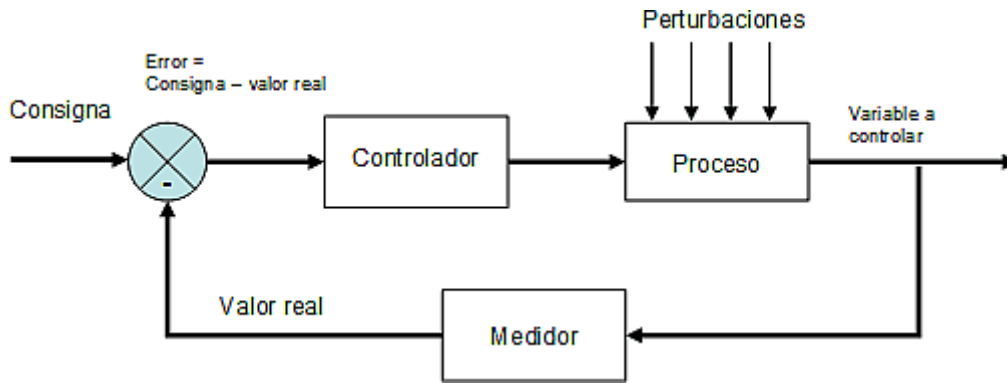 Perturbaciones
Error =
Consigna – valor real
Consigna
Variable a
controlar
Controlador
Proceso
-
Valor real
Medidor